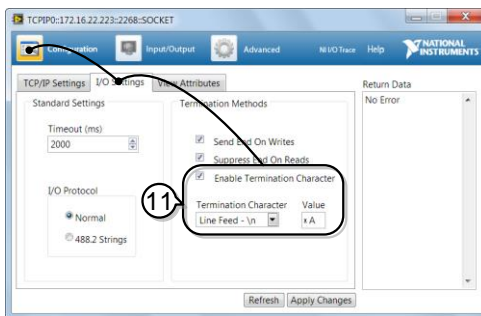 TCPIP0::172.16.22.223::2268::SOCKET
Configuration
Input/Output
Advanced
NI I/O Trace
Help
NATIONAL
INSTRUMENTS
TCP/IP Settings
I/O Settings
View Attributes
Return Data
No Error
Standard Settings
Timeout (ms)
2000
I/O Protocol
Normal
488.2 Strings
Termination Methods
Send End On Writes
Suppress End On Reads
Enable Termination Character
11
Termination Character Value
Line Feed - \n x A
Refresh Apply Changes